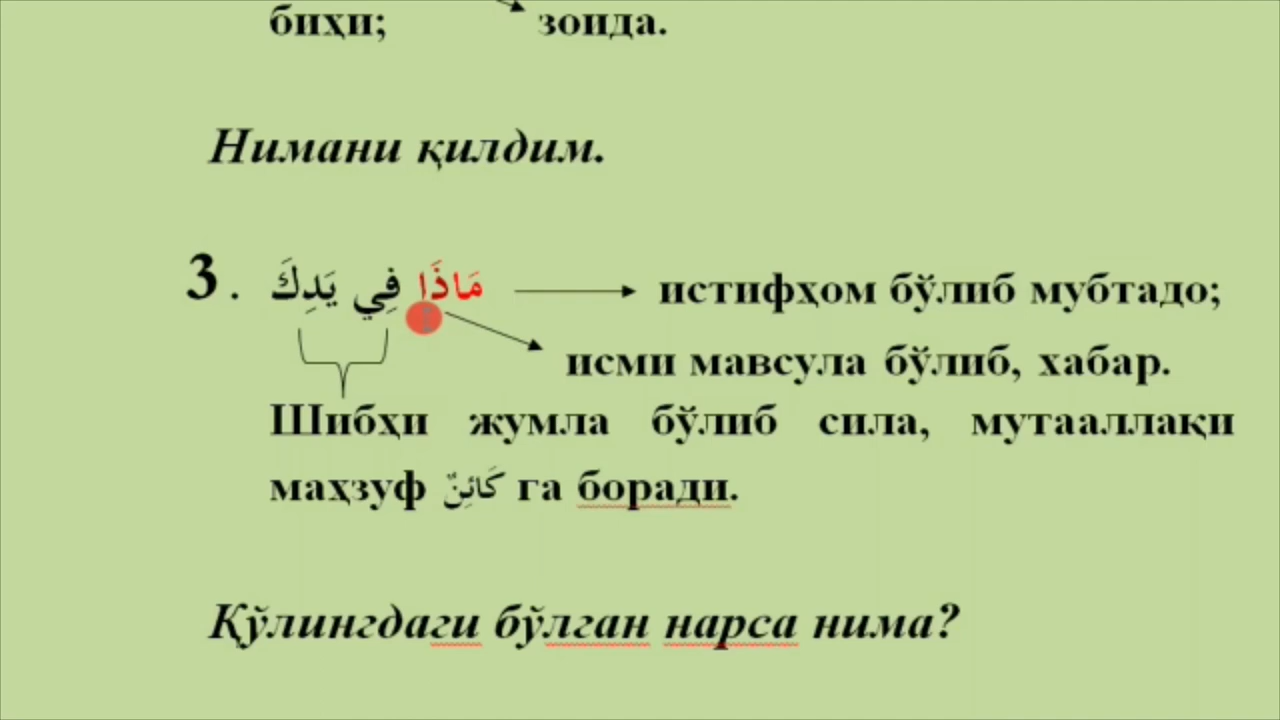 биҳи; зоида.
Нимани қилдим.
3. مَاذَا فِي يَدِكَ истифҳом бўлиб мубтадо;
исми мавсула бўлиб, хабар.
Шибҳи жумла бўлиб сила, мутааллақи
маҳзуф كَائِنٌ га боради.
Қўлингдаги бўлган нарса нима?